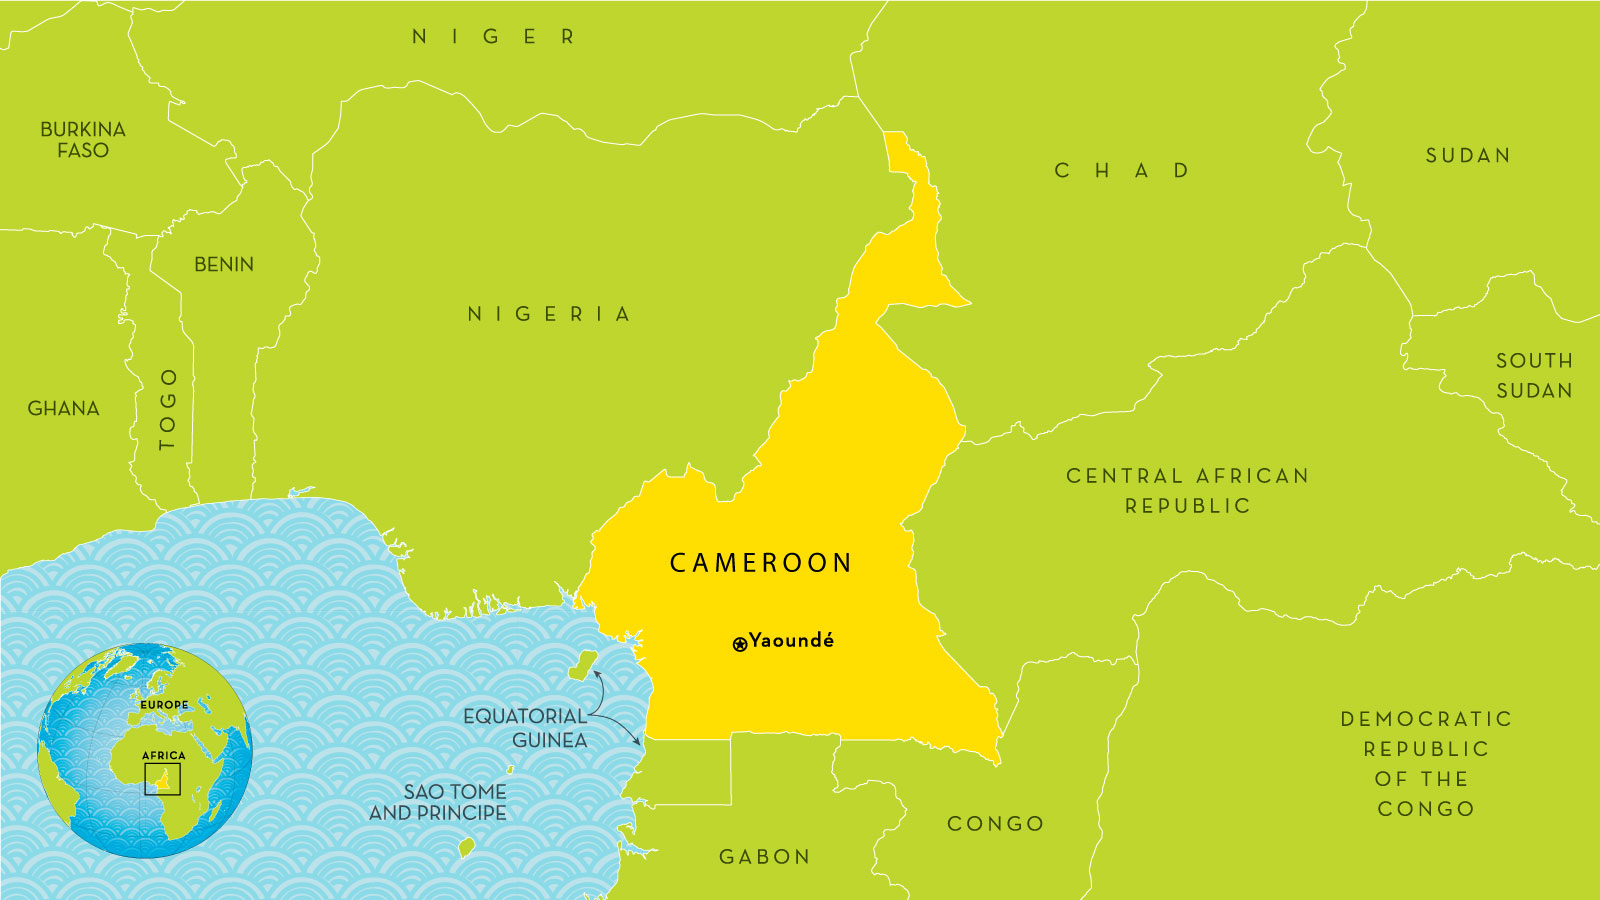 NIGER
BURKINA
FASO
SUDAN
CHAD
BENIN
NIGERIA
SOUTH
SUDAN
GHANA
TOGO
CENTRAL AFRICAN
REPUBLIC
CAMEROON
Yaoundé
EQUATORIAL
GUINEA
SAO TOME
AND PRINCIPE
EUROPE
AFRICA
DEMOCRATIC
REPUBLIC
OF THE
CONGO
CONGO
GABON